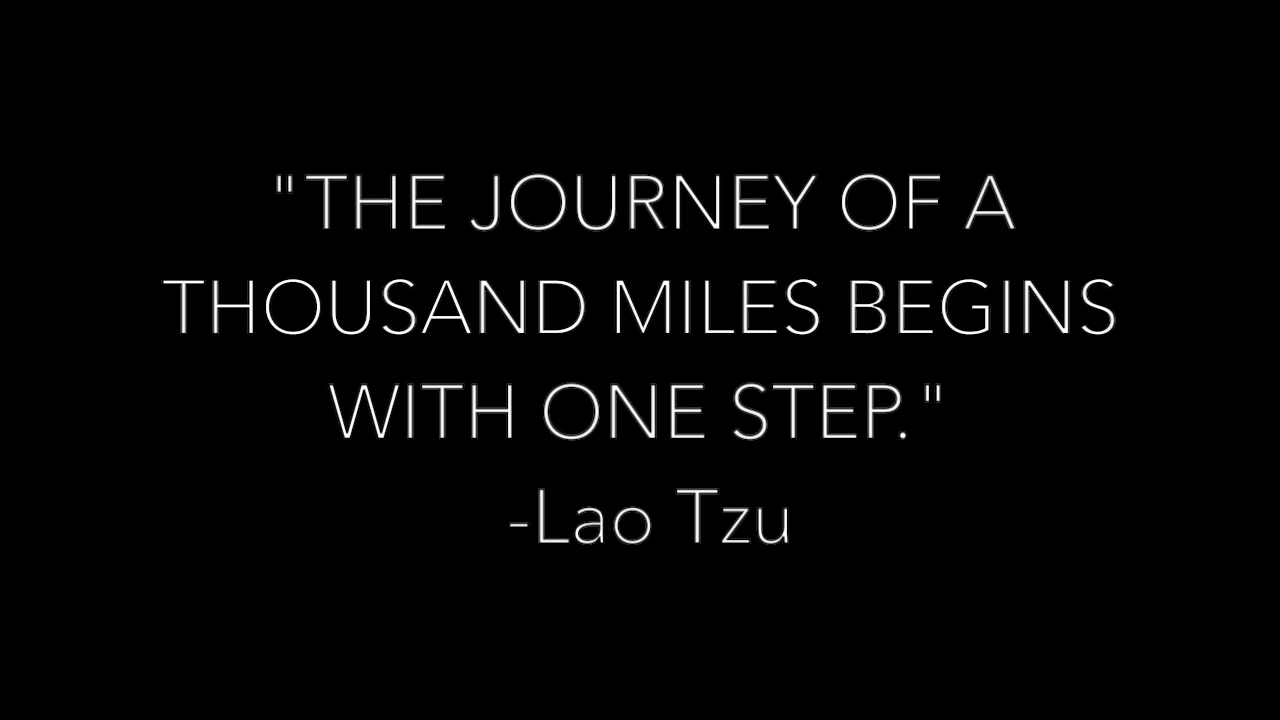 "THE JOURNEY OF A
THOUSAND MILES BEGINS
WITH ONE STEP."
-Lao Tzu